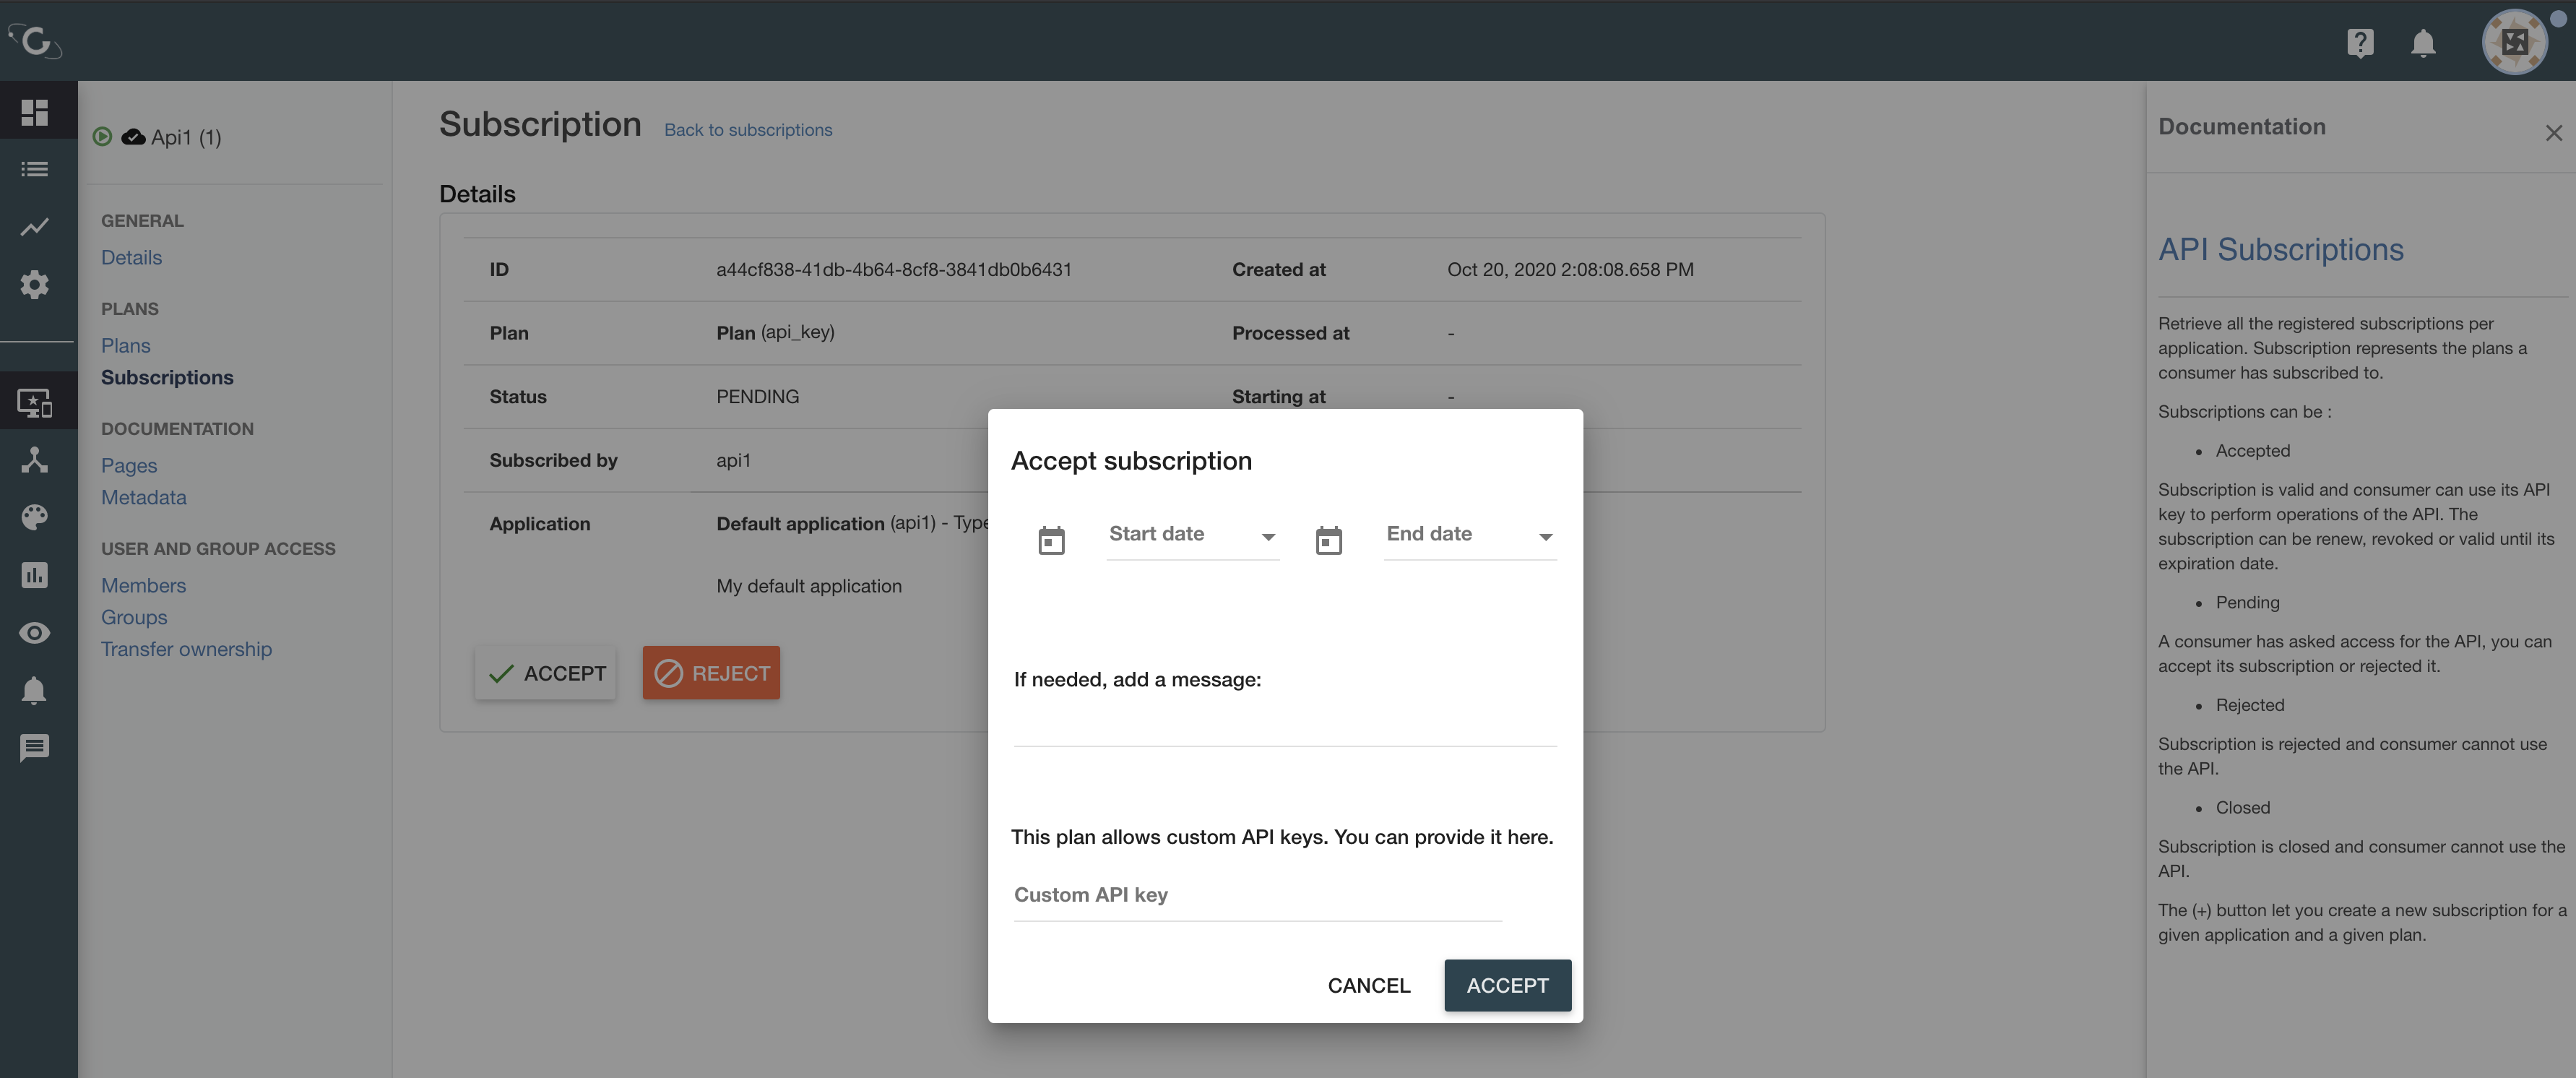 Api1 (1)
GENERAL
Details
PLANS
Plans
Subscriptions
DOCUMENTATION
Pages
Metadata
USER AND GROUP ACCESS
Members
Groups
Transfer ownership
Subscription Back to subscriptions
Details
ID a44cf838-41db-4b64-8cf8-3841db0b6431 Created at Oct 20, 2020 2:08:08.658 PM
Plan Plan (api_key) Processed at -
Status PENDING Starting at -
Subscribed by api1
Application Default application (api1) - Type
My default application
ACCEPT REJECT
Accept subscription
Start date End date
If needed, add a message:
This plan allows custom API keys. You can provide it here.
Custom API key
CANCEL ACCEPT
Documentation
API Subscriptions
Retrieve all the registered subscriptions per
application. Subscription represents the plans a
consumer has subscribed to.
Subscriptions can be :
• Accepted
Subscription is valid and consumer can use its API
key to perform operations of the API. The
subscription can be renew, revoked or valid until its
expiration date.
• Pending
A consumer has asked access for the API, you can
accept its subscription or rejected it.
• Rejected
Subscription is rejected and consumer cannot use
the API.
• Closed
Subscription is closed and consumer cannot use the
API.
The (+) button let you create a new subscription for a
given application and a given plan.